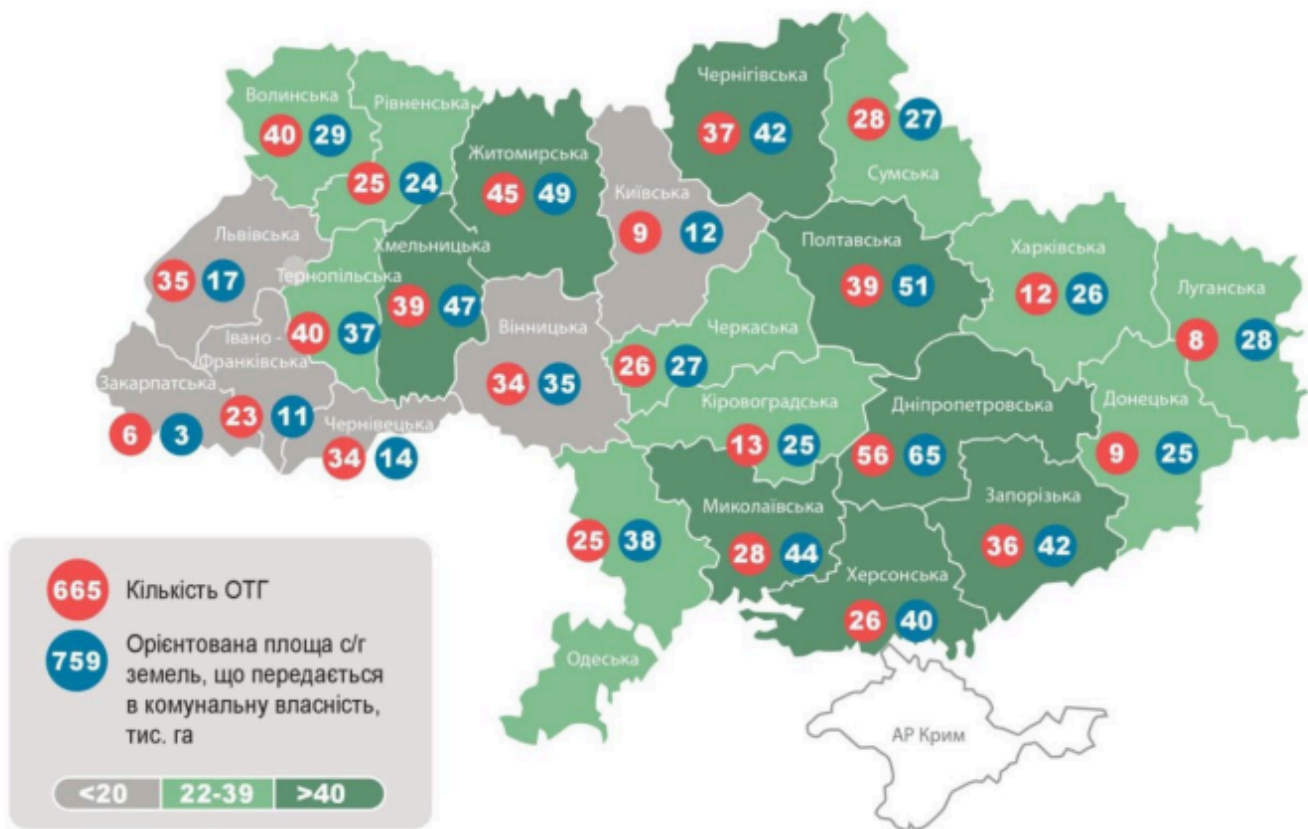 Чернігівська
37 42
28 27
Сумська
Волинська
40 29
Рівненська
25 24
Житомирська
45 49
Київська
9 12
Львівська
35 17
Тернопільська
40 37
Хмельницька
39 47
Полтавська
39 51
Харківська
12 26
Луганська
8 28
Івано -
Франківська
23 11
Закарпатська
6 3
Чернівецька
34 14
Вінницька
34 35
Черкаська
26 27
Кіровоградська
13 25
Дніпропетровська
56 65
Донецька
9 25
25 38
Одеська
Миколаївська
28 44
Запорізька
36 42
Херсонська
26 40
АР Крим
665 Кількість ОТГ
759 Орієнтована площа с/г
земель, що передається
в комунальну власність,
тис. га
<20 22-39 >40